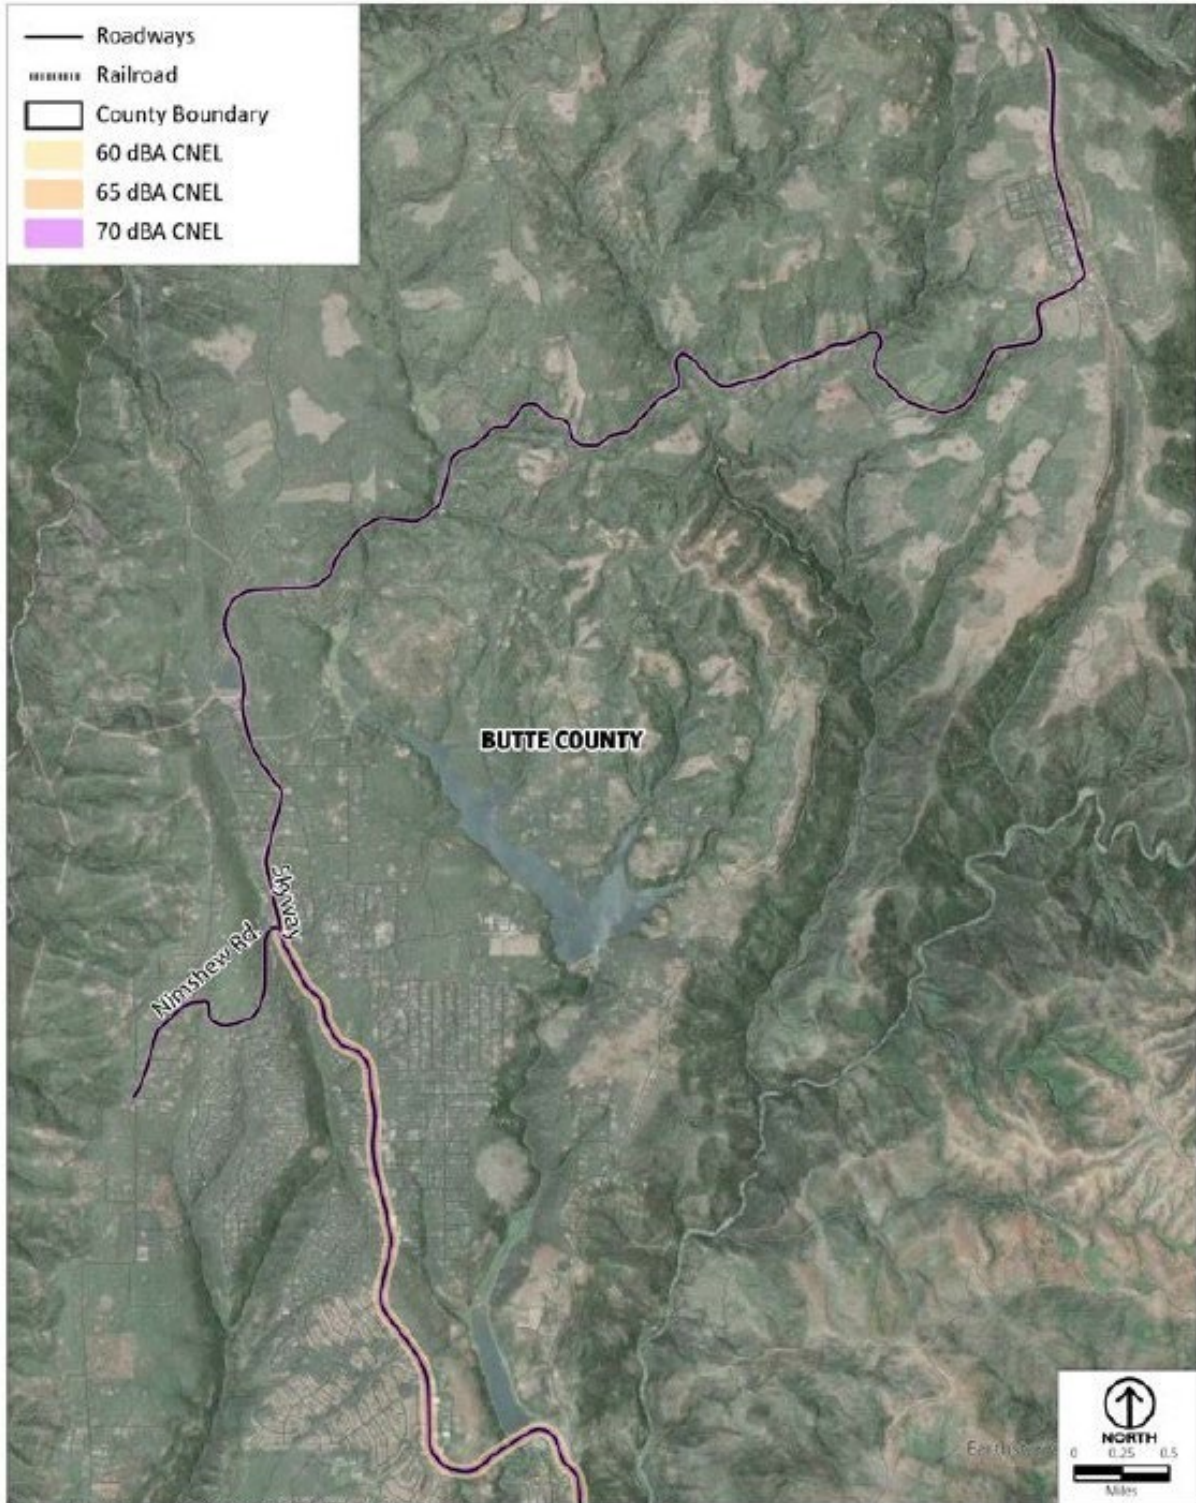 Roadways
Railroad
County Boundary
60 dBA CNEL
65 dBA CNEL
70 dBA CNEL
BUTTE COUNTY
Skyway
Nimshew Rd.
NORTH
0 0.25 0.5
Miles